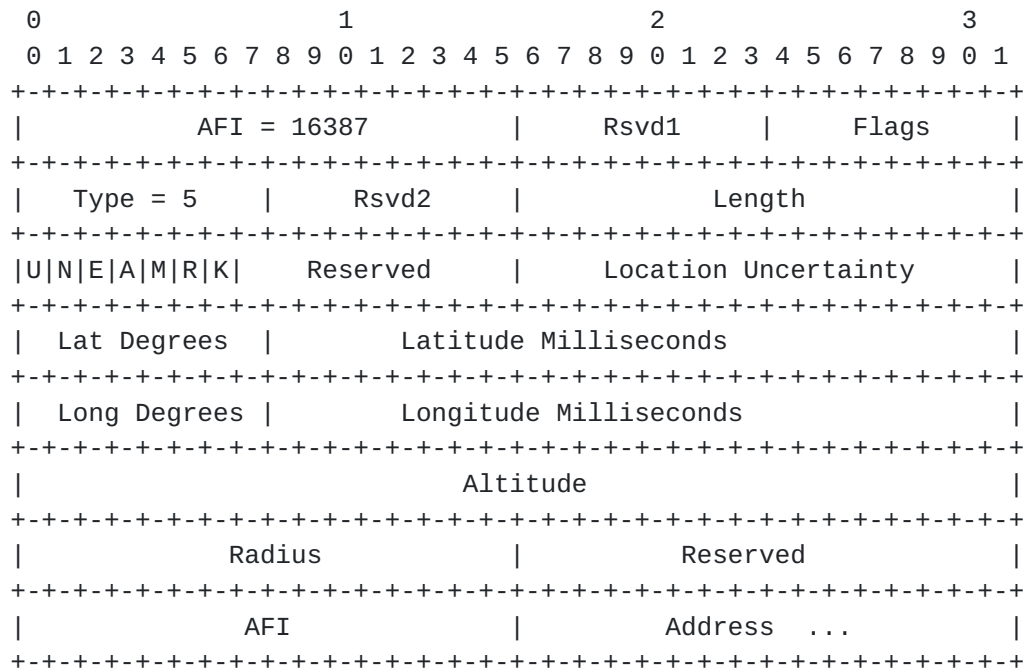 0                   1                   2                   3
 0 1 2 3 4 5 6 7 8 9 0 1 2 3 4 5 6 7 8 9 0 1 2 3 4 5 6 7 8 9 0 1
+-+-+-+-+-+-+-+-+-+-+-+-+-+-+-+-+-+-+-+-+-+-+-+-+-+-+-+-+-+-+-+-+
|           AFI = 16387         |     Rsvd1     |     Flags     |
+-+-+-+-+-+-+-+-+-+-+-+-+-+-+-+-+-+-+-+-+-+-+-+-+-+-+-+-+-+-+-+-+
|   Type = 5    |     Rsvd2     |            Length             |
+-+-+-+-+-+-+-+-+-+-+-+-+-+-+-+-+-+-+-+-+-+-+-+-+-+-+-+-+-+-+-+-+
|U|N|E|A|M|R|K|    Reserved     |     Location Uncertainty      |
+-+-+-+-+-+-+-+-+-+-+-+-+-+-+-+-+-+-+-+-+-+-+-+-+-+-+-+-+-+-+-+-+
|  Lat Degrees  |        Latitude Milliseconds                  |
+-+-+-+-+-+-+-+-+-+-+-+-+-+-+-+-+-+-+-+-+-+-+-+-+-+-+-+-+-+-+-+-+
|  Long Degrees |        Longitude Milliseconds                 |
+-+-+-+-+-+-+-+-+-+-+-+-+-+-+-+-+-+-+-+-+-+-+-+-+-+-+-+-+-+-+-+-+
|                            Altitude                           |
+-+-+-+-+-+-+-+-+-+-+-+-+-+-+-+-+-+-+-+-+-+-+-+-+-+-+-+-+-+-+-+-+
|             Radius            |          Reserved             |
+-+-+-+-+-+-+-+-+-+-+-+-+-+-+-+-+-+-+-+-+-+-+-+-+-+-+-+-+-+-+-+-+
|              AFI              |         Address  ...          |
+-+-+-+-+-+-+-+-+-+-+-+-+-+-+-+-+-+-+-+-+-+-+-+-+-+-+-+-+-+-+-+-+